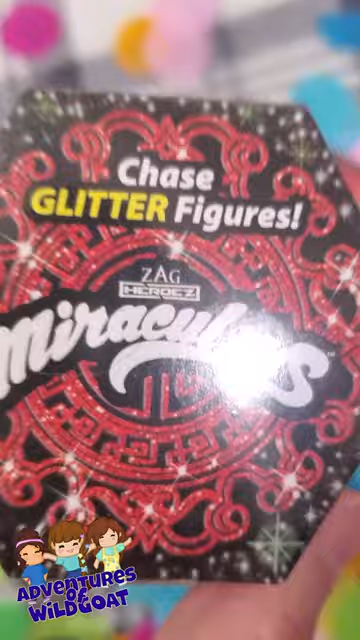 Chase
GLITTER Figures!
ZAG
HEROEZ
Miraculous
ADVENTURES
OF
WILDGOAT